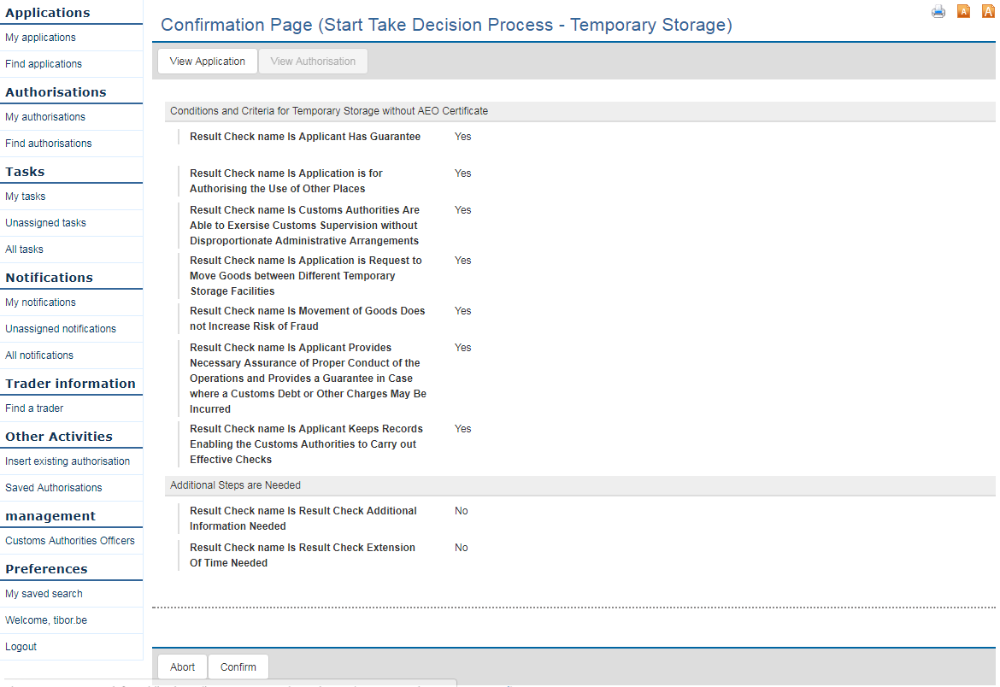 Applications
My applications
Find applications
Authorisations
My authorisations
Find authorisations
Tasks
My tasks
Unassigned tasks
All tasks
Notifications
My notifications
Unassigned notifications
All notifications
Trader information
Find a trader
Other Activities
Insert existing authorisation
Saved Authorisations
management
Customs Authorities Officers
Preferences
My saved search
Welcome, tibor.be
Logout
A A
Confirmation Page (Start Take Decision Process - Temporary Storage)
View Application View Authorisation
Conditions and Criteria for Temporary Storage without AEO Certificate
Result Check name Is Applicant Has Guarantee Yes
Result Check name Is Application is for Yes
Authorising the Use of Other Places
Result Check name Is Customs Authorities Are Yes
Able to Exersise Customs Supervision without
Disproportionate Administrative Arrangements
Result Check name Is Application is Request to Yes
Move Goods between Different Temporary
Storage Facilities
Result Check name Is Movement of Goods Does Yes
not Increase Risk of Fraud
Result Check name Is Applicant Provides Yes
Necessary Assurance of Proper Conduct of the
Operations and Provides a Guarantee in Case
where a Customs Debt or Other Charges May Be
Incurred
Result Check name Is Applicant Keeps Records Yes
Enabling the Customs Authorities to Carry out
Effective Checks
Additional Steps are Needed
Result Check name Is Result Check Additional No
Information Needed
Result Check name Is Result Check Extension No
Of Time Needed
Abort Confirm